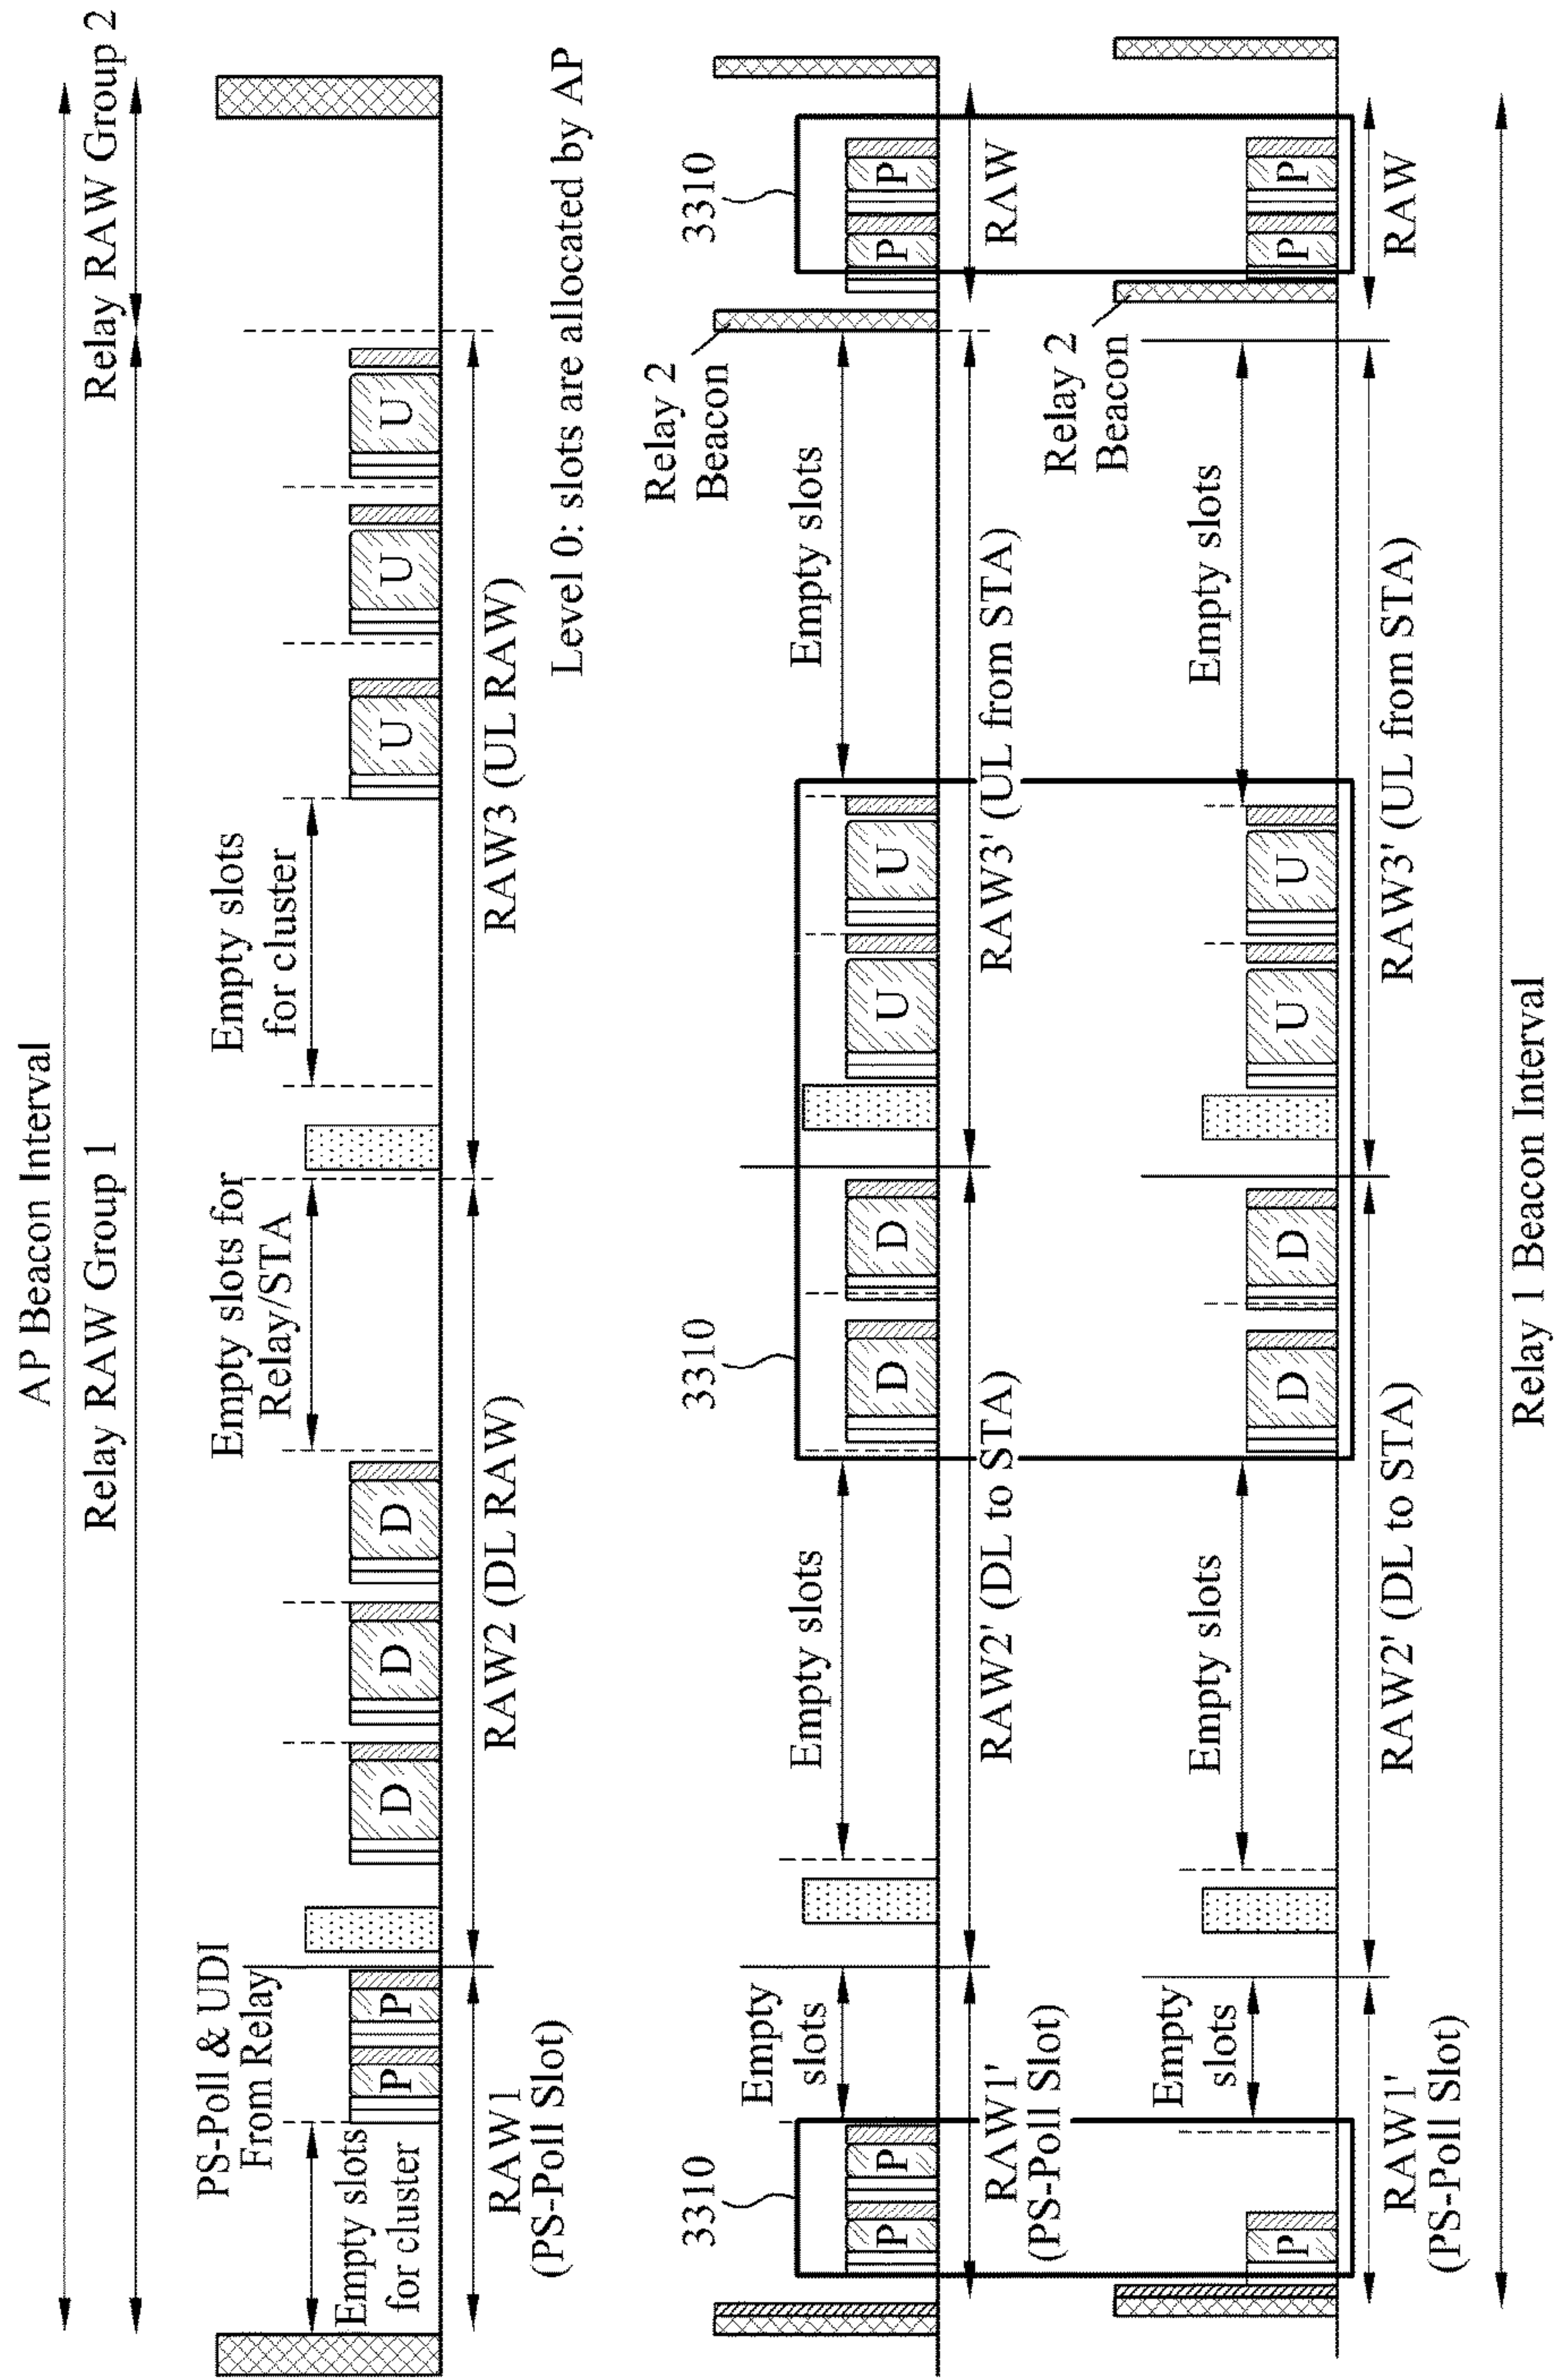 AP Beacon Interval
Relay RAW Group 1
Relay RAW Group 2
PS-Poll & UDI
From Relay
Empty slots for
Relay/STA
Empty slots
for cluster
Empty slots
for cluster
P
P
D
D
D
U
U
U
RAW1
(PS-Poll Slot)
RAW2 (DL RAW)
RAW3 (UL RAW)
Level 0: slots are allocated by AP
3310
3310
3310
Relay 2
Beacon
Empty
slots
Empty slots
Empty slots
P
P
D
D
U
U
P
P
RAW1'
(PS-Poll Slot)
RAW2' (DL to STA)
RAW3' (UL from STA)
RAW
Relay 2
Beacon
Empty
slots
Empty slots
Empty slots
P
D
D
U
U
P
P
RAW1'
(PS-Poll Slot)
RAW2' (DL to STA)
RAW3' (UL from STA)
RAW
Relay 1 Beacon Interval